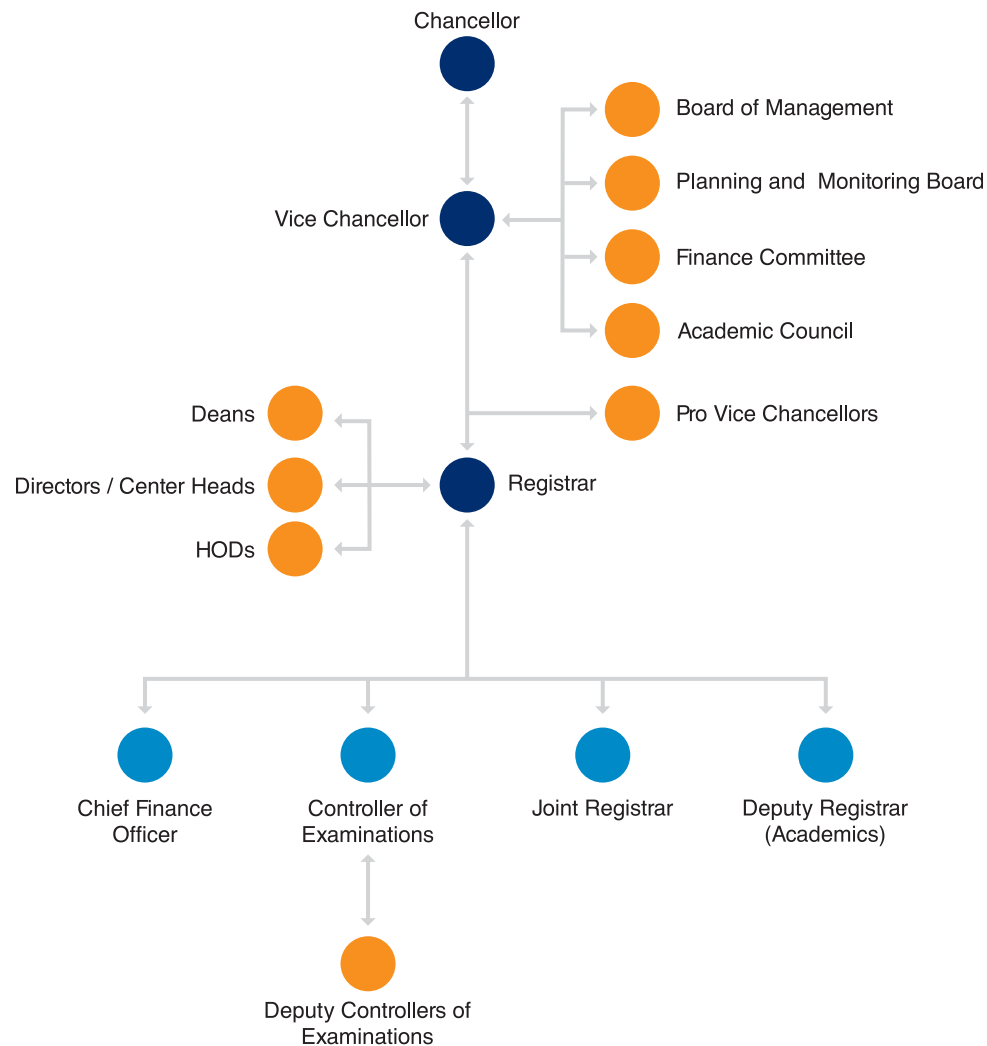 Chancellor
Board of Management
Planning and  Monitoring Board
Vice Chancellor
Finance Committee
Academic Council
Deans
Pro Vice Chancellors
Directors / Center Heads
Registrar
HODs
Chief Finance
Officer
Controller of
Examinations
Joint Registrar
Deputy Registrar
(Academics)
Deputy Controllers of
Examinations